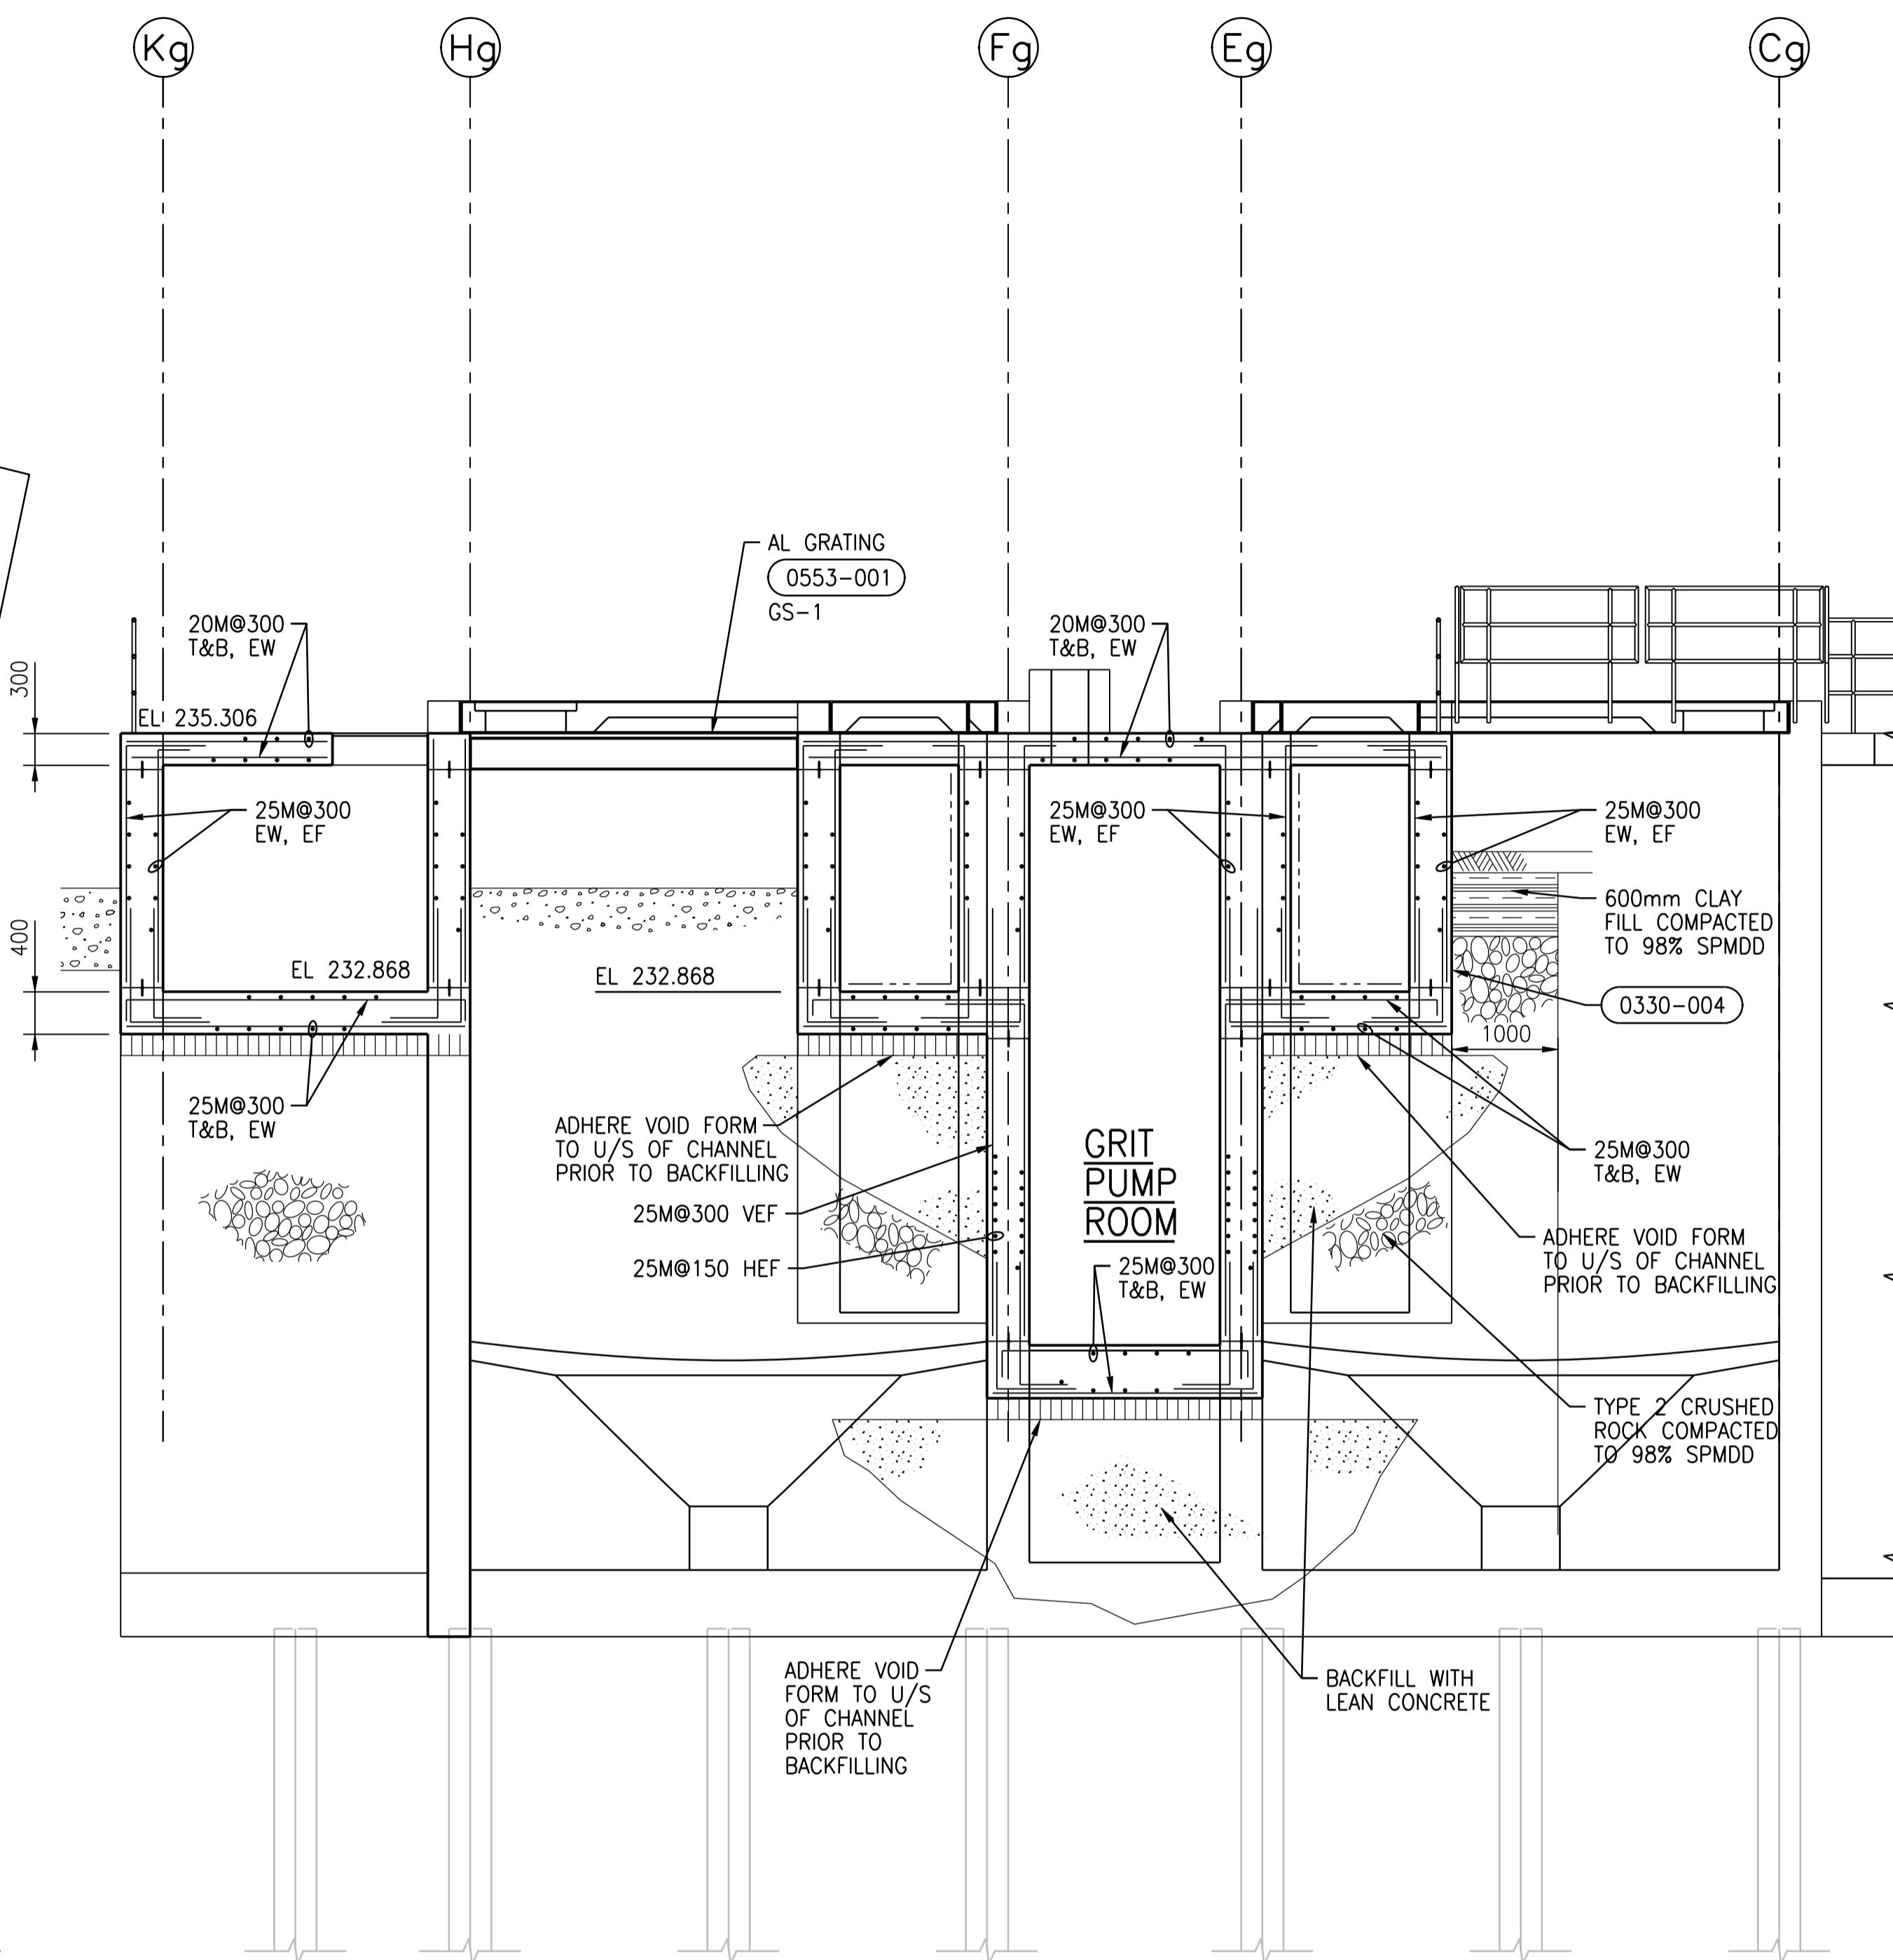 Kg
Hg
Fg
Eg
Cg
AL GRATING
0553-001
GS-1
20M@300
T&B, EW
20M@300
T&B, EW
300
EL 235.306
25M@300
EW, EF
25M@300
EW, EF
25M@300
EW, EF
600mm CLAY
FILL COMPACTED
TO 98% SPMDD
400
EL 232.868
EL 232.868
0330-004
1000
25M@300
T&B, EW
ADHERE VOID FORM
TO U/S OF CHANNEL
PRIOR TO BACKFILLING
GRIT
PUMP
ROOM
25M@300
T&B, EW
25M@300 VEF
25M@150 HEF
25M@300
T&B, EW
ADHERE VOID FORM
TO U/S OF CHANNEL
PRIOR TO BACKFILLING
TYPE 2 CRUSHED
ROCK COMPACTED
TO 98% SPMDD
ADHERE VOID
FORM TO U/S
OF CHANNEL
PRIOR TO
BACKFILLING
BACKFILL WITH
LEAN CONCRETE